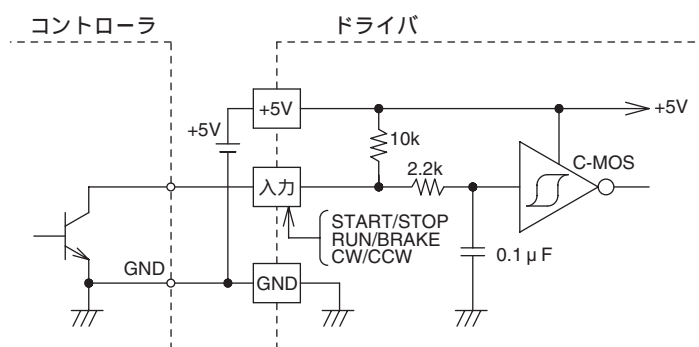 コントローラ
ドライバ
+5V
+5V
+5V
10k
2.2k
C-MOS
入力
START/STOP
RUN/BRAKE
CW/CCW
0.1μF
GND
GND